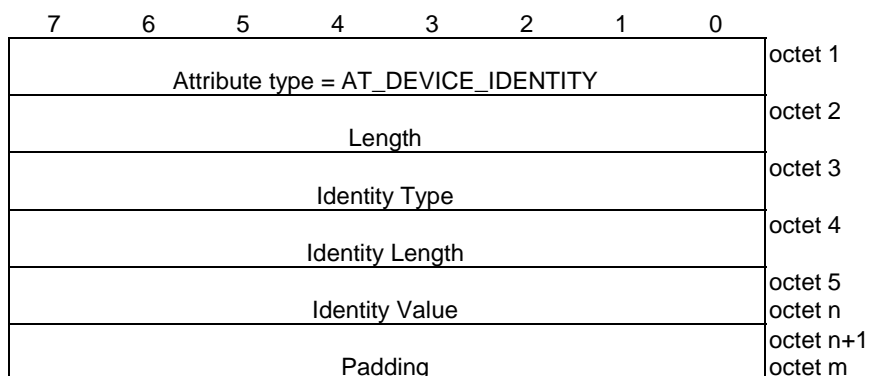 7 6 5 4 3 2 1 0
octet 1
Attribute type = AT_DEVICE_IDENTITY
octet 2
Length
octet 3
Identity Type
octet 4
Identity Length
octet 5
Identity Value octet n
octet n+1
Padding octet m